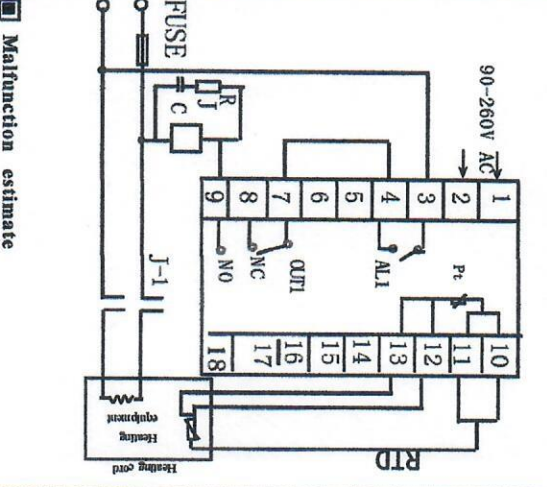 Malfunction estimate
FUSE
R
J
C
90-260V AC
1
2
3
4
5
6
7
8
9
AL1
OUT1
NC
NO
Pt
J-1
10
11
12
13
14
15
16
17
18
RTD
Heating equipment
Heating cord